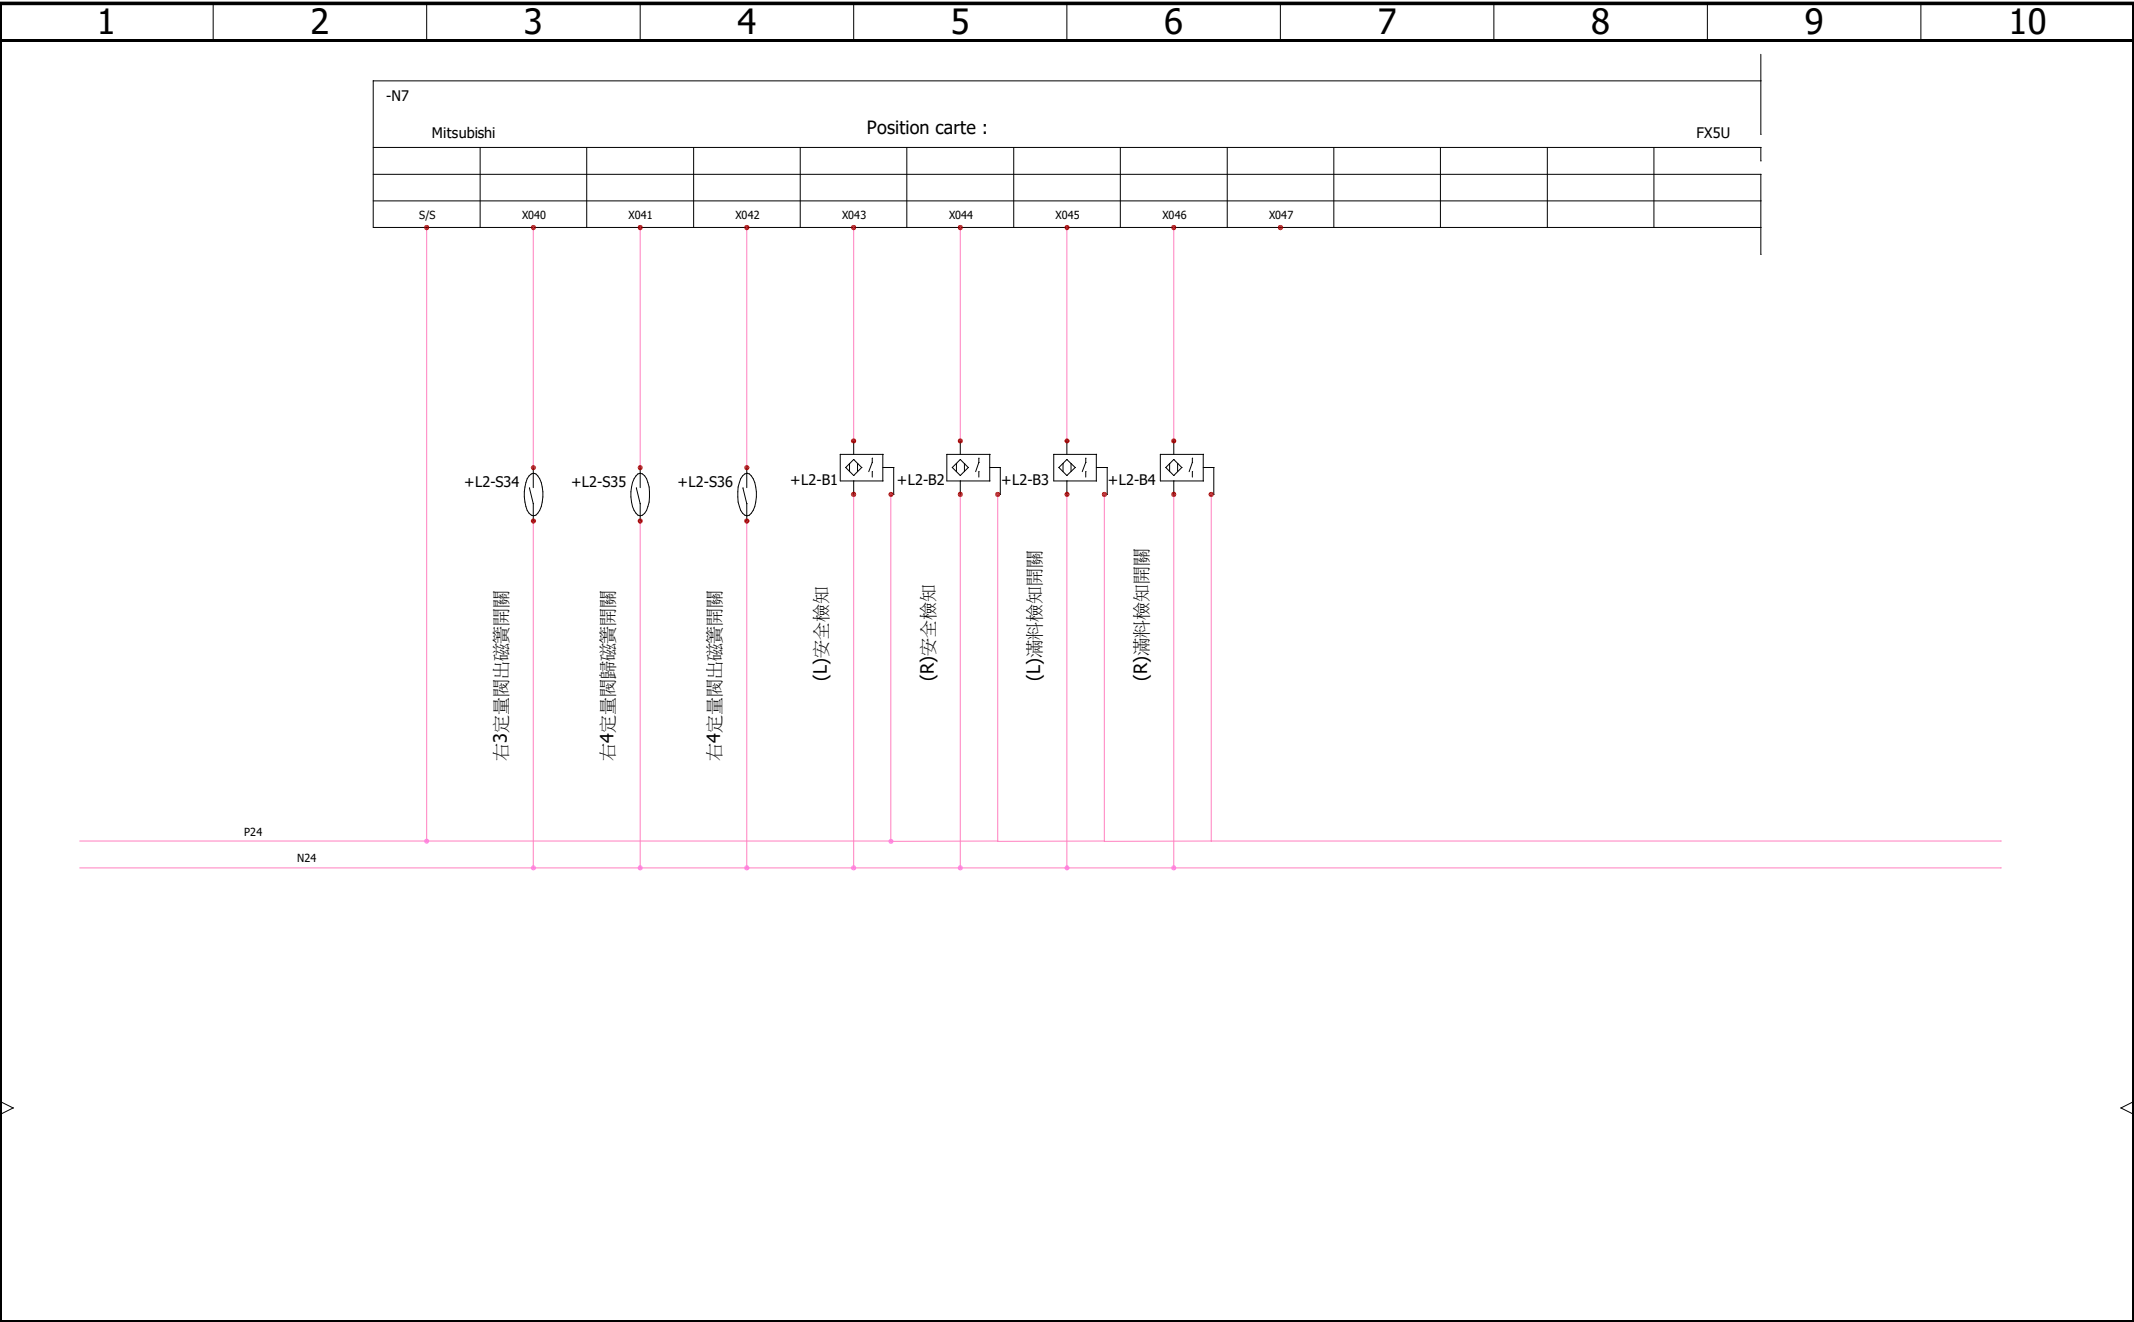 1 2 3 4 5 6 7 8 9 10
-N7
Mitsubishi Position carte : FX5U
S/S X040 X041 X042 X043 X044 X045 X046 X047
+L2-S34 +L2-S35 +L2-S36 +L2-B1 +L2-B2 +L2-B3 +L2-B4
右3定量閥出磁簧開關
右4定量閥歸磁簧開關
右4定量閥出磁簧開關
(L)安全檢知
(R)安全檢知
(L)滿料檢知開關
(R)滿料檢知開關
P24
N24